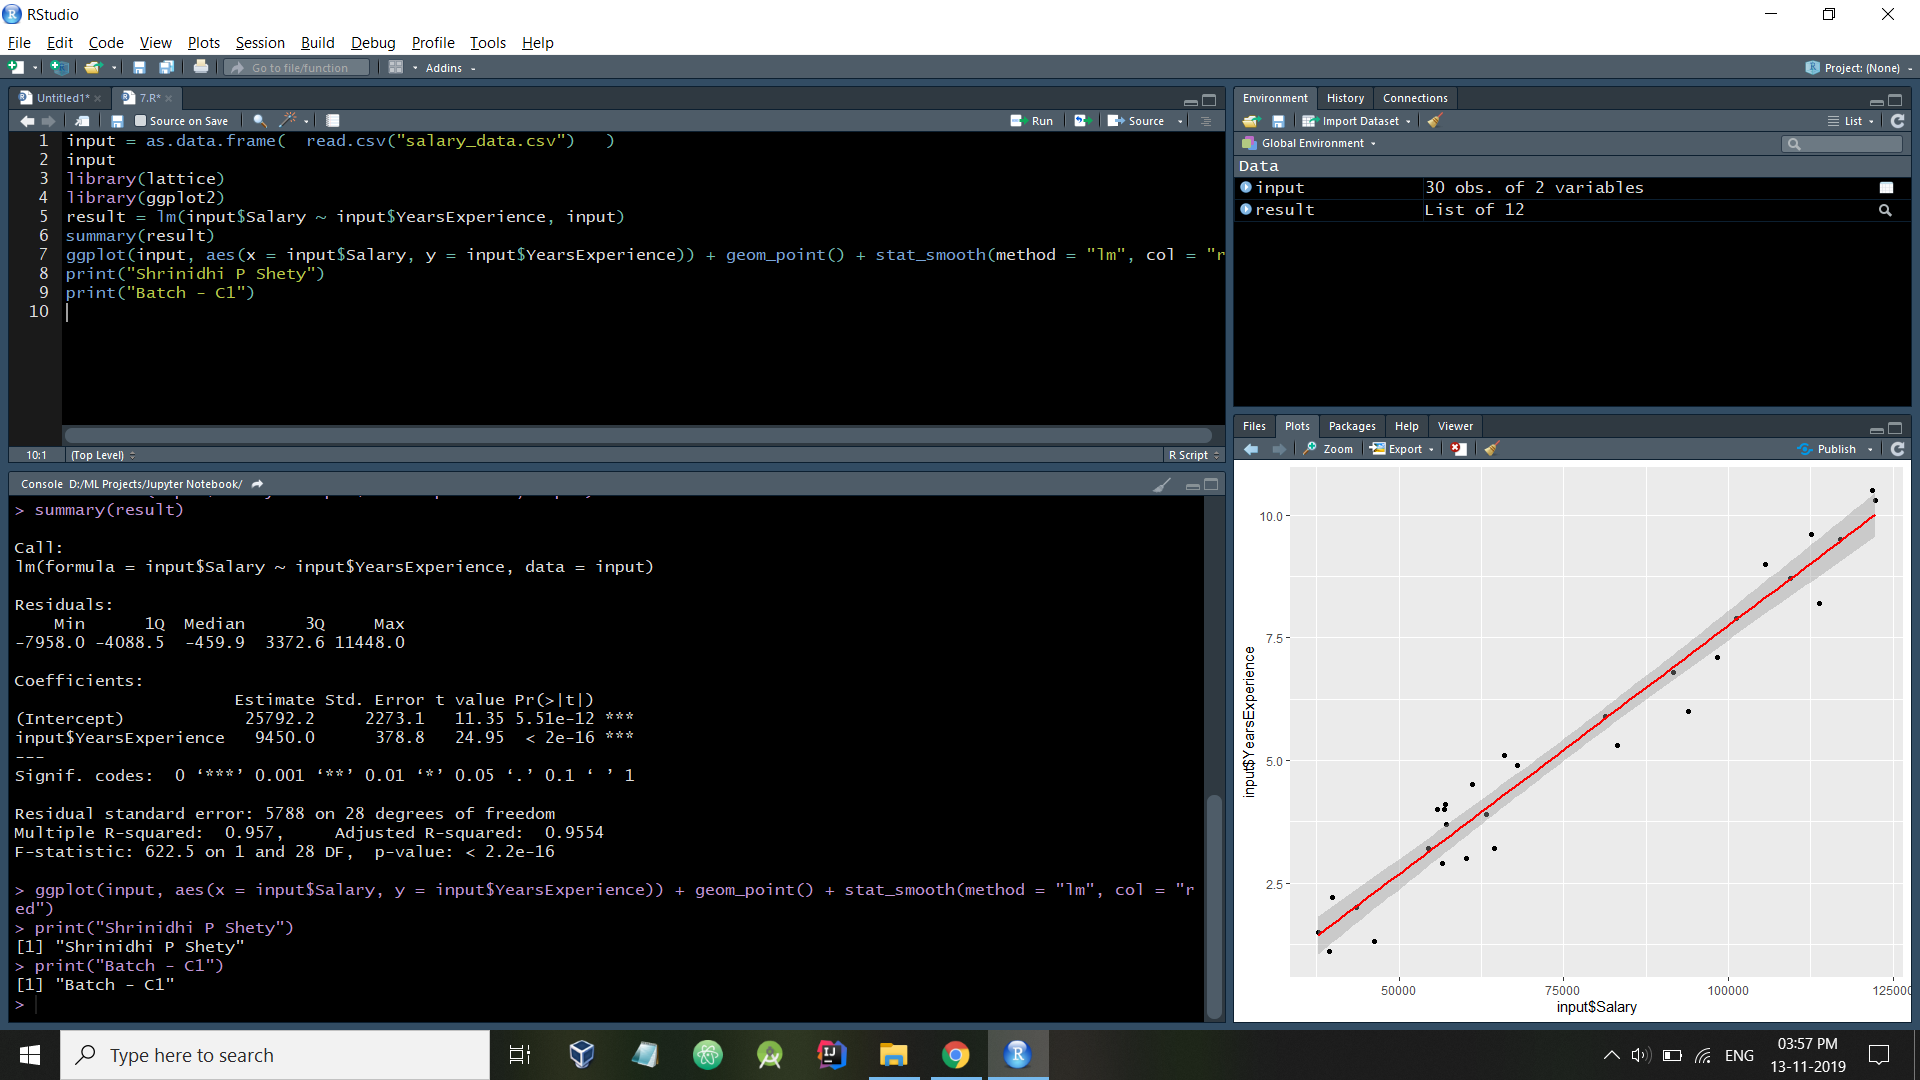 RStudio
File Edit Code View Plots Session Build Debug Profile Tools Help
Go to file/function Addins Project: (None)
Untitled1* 7.R*
Source on Save Run Source
1 input = as.data.frame(  read.csv("salary_data.csv")   )
2 input
3 library(lattice)
4 library(ggplot2)
5 result = lm(input$Salary ~ input$YearsExperience, input)
6 summary(result)
7 ggplot(input, aes(x = input$Salary, y = input$YearsExperience)) + geom_point() + stat_smooth(method = "lm", col = "r
8 print("Shrinidhi P Shety")
9 print("Batch - C1")
10
10:1 (Top Level) R Script
Console D:/ML Projects/Jupyter Notebook/
> summary(result)
Call:
lm(formula = input$Salary ~ input$YearsExperience, data = input)
Residuals:
Min 1Q Median 3Q Max
-7958.0 -4088.5 -459.9 3372.6 11448.0
Coefficients:
Estimate Std. Error t value Pr(>|t|)
(Intercept) 25792.2 2273.1 11.35 5.51e-12 ***
input$YearsExperience 9450.0 378.8 24.95 < 2e-16 ***
---
Signif. codes:  0 ‘***’ 0.001 ‘**’ 0.01 ‘*’ 0.05 ‘.’ 0.1 ‘ ’ 1
Residual standard error: 5788 on 28 degrees of freedom
Multiple R-squared:  0.957, Adjusted R-squared:  0.9554
F-statistic: 622.5 on 1 and 28 DF,  p-value: < 2.2e-16
> ggplot(input, aes(x = input$Salary, y = input$YearsExperience)) + geom_point() + stat_smooth(method = "lm", col = "r
ed")
> print("Shrinidhi P Shety")
[1] "Shrinidhi P Shety"
> print("Batch - C1")
[1] "Batch - C1"
>
Environment History Connections
Import Dataset List
Global Environment
Data
input 30 obs. of 2 variables
result List of 12
Files Plots Packages Help Viewer
Zoom Export Publish
input$YearsExperience
10.0
7.5
5.0
2.5
50000 75000 100000 125000
input$Salary
Type here to search
ENG
03:57 PM
13-11-2019